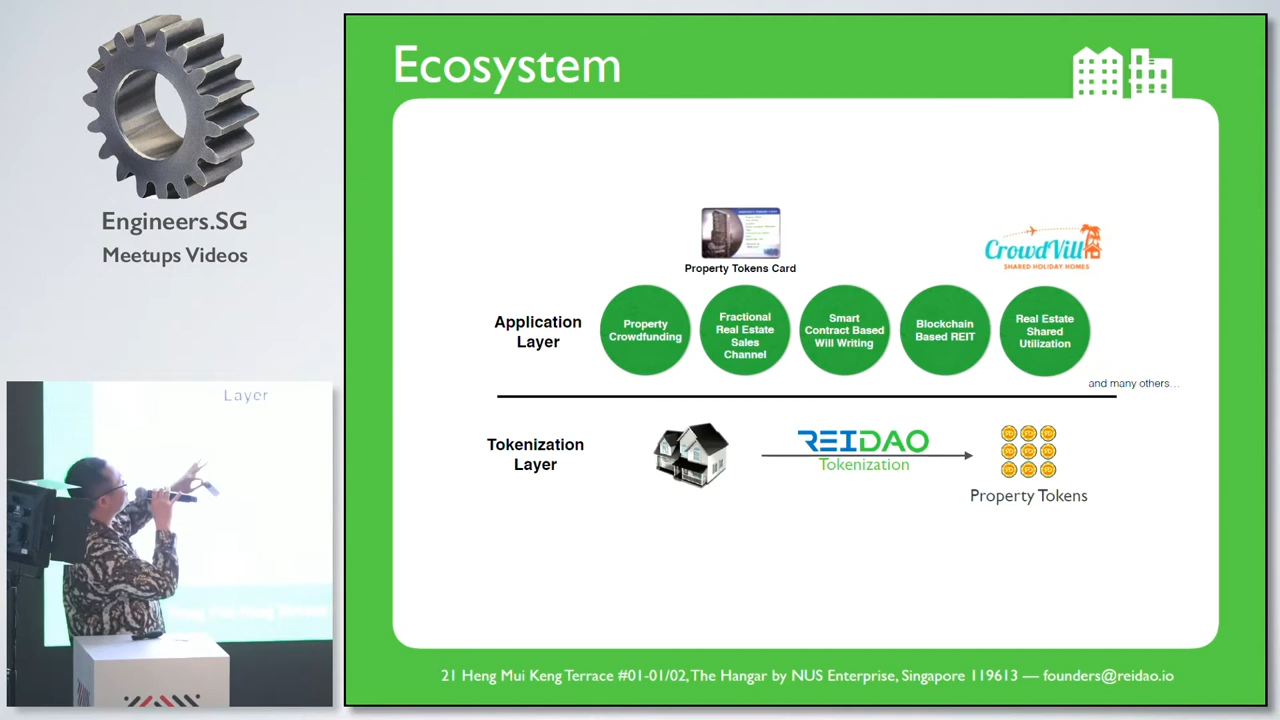 Engineers.SG
Meetups Videos
Layer
Ecosystem
Property Tokens Card
CrowdVill
SHARED HOLIDAY HOMES
Application
Layer
Property
Crowdfunding
Fractional
Real Estate
Sales
Channel
Smart
Contract Based
Will Writing
Blockchain
Based REIT
Real Estate
Shared
Utilization
and many others...
Tokenization
Layer
REIDAO
Tokenization
Property Tokens
21 Heng Mui Keng Terrace #01-01/02, The Hangar by NUS Enterprise, Singapore 119613 — founders@reidao.io